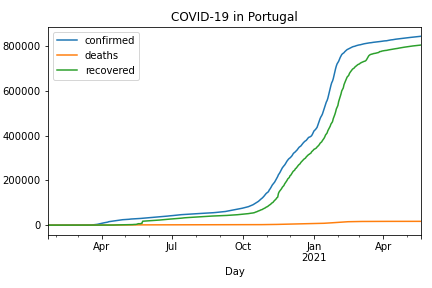 COVID-19 in Portugal
confirmed
deaths
recovered
800000
600000
400000
200000
0
Apr Jul Oct Jan Apr
2021
Day